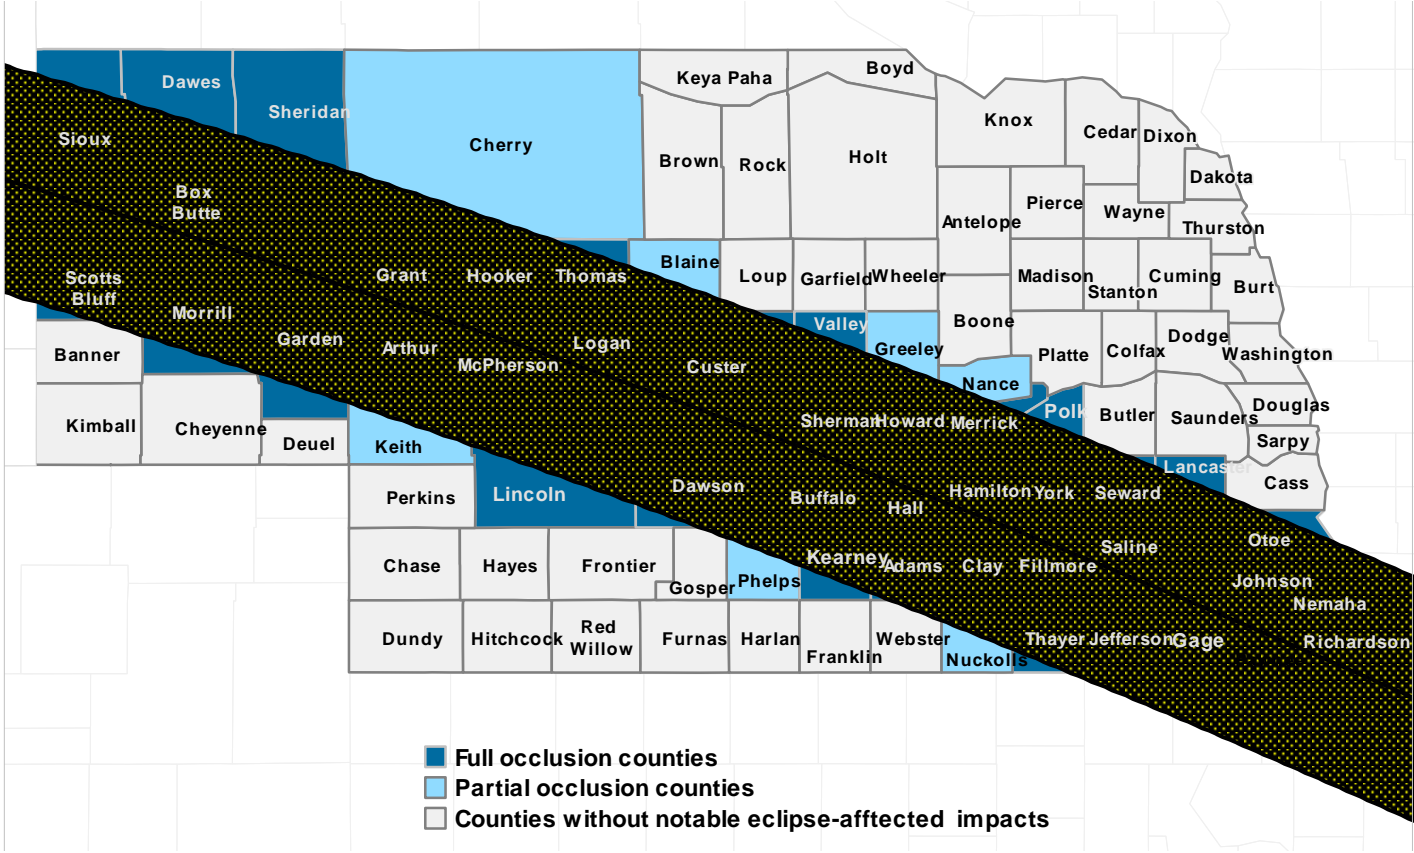 Dawes
Sheridan
Sioux
Cherry
Keya Paha
Boyd
Knox
Cedar
Dixon
Dakota
Brown
Rock
Holt
Box
Butte
Antelope
Pierce
Wayne
Thurston
Scotts
Bluff
Morrill
Grant
Hooker
Thomas
Blaine
Loup
Garfield
Wheeler
Madison
Stanton
Cuming
Burt
Banner
Garden
Arthur
McPherson
Logan
Custer
Valley
Greeley
Boone
Platte
Colfax
Dodge
Washington
Nance
Kimball
Cheyenne
Deuel
Keith
Sherman
Howard
Merrick
Polk
Butler
Saunders
Douglas
Sarpy
Perkins
Lincoln
Dawson
Buffalo
Hall
Hamilton
York
Seward
Lancaster
Cass
Chase
Hayes
Frontier
Gosper
Phelps
Kearney
Adams
Clay
Fillmore
Saline
Otoe
Johnson
Nemaha
Dundy
Hitchcock
Red
Willow
Furnas
Harlan
Franklin
Webster
Nuckolls
Thayer
Jefferson
Gage
Richardson
Full occlusion counties
Partial occlusion counties
Counties without notable eclipse-afftected impacts